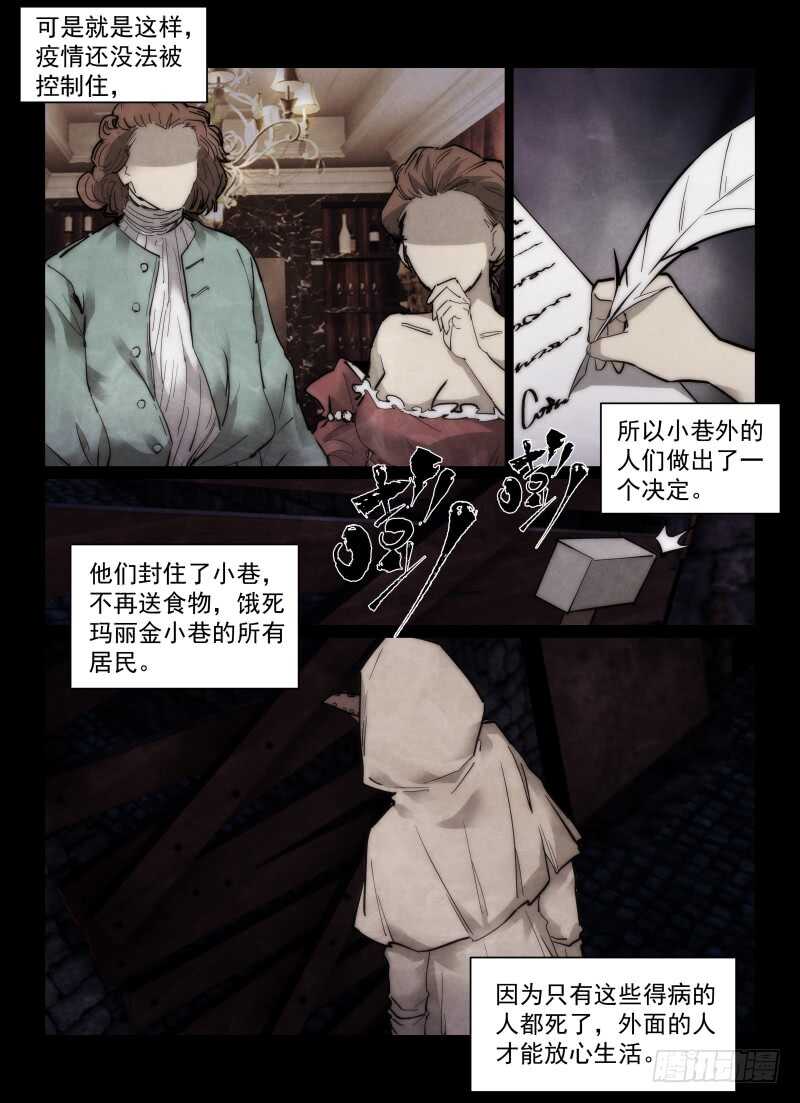 可是就是这样，
疫情还没法被
控制住，
所以小巷外的
人们做出了一
个决定。
嘭 嘭
他们封住了小巷，
不再送食物，饿死
玛丽金小巷的所有
居民。
因为只有这些得病的
人都死了，外面的人
才能放心生活。
腾讯动漫